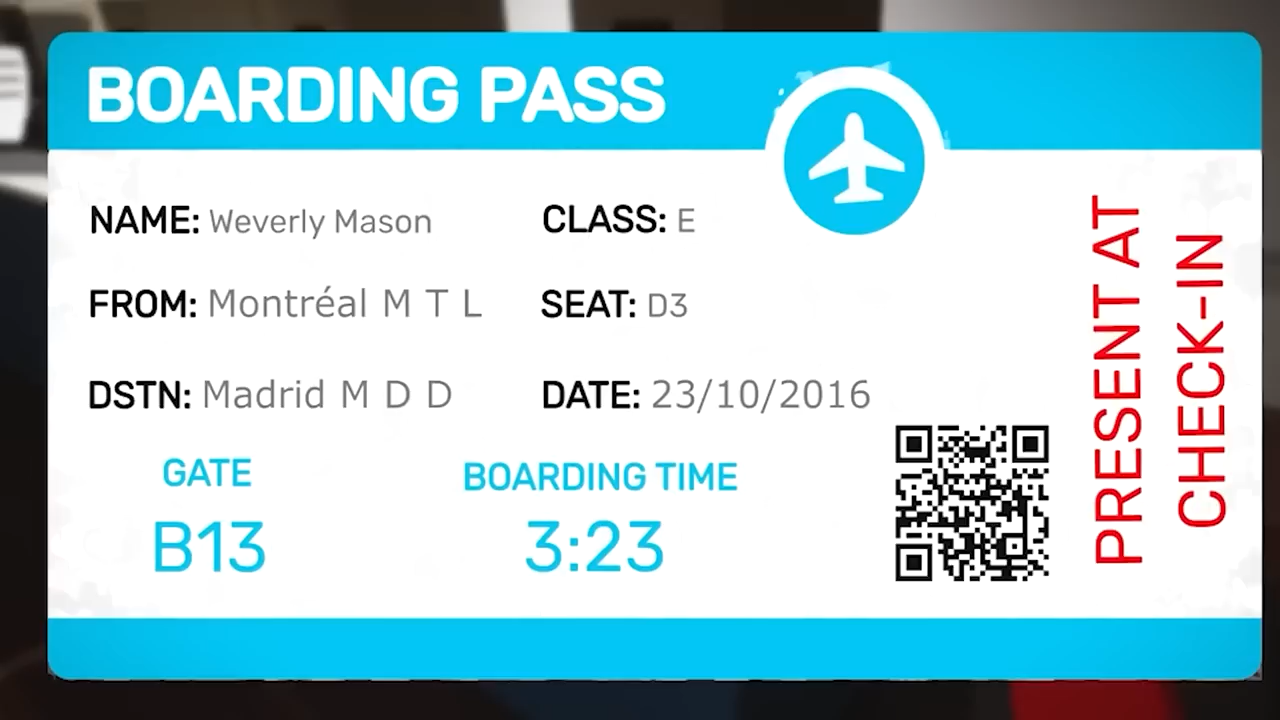 BOARDING PASS
NAME: Weverly Mason
CLASS: E
FROM: Montréal M T L
SEAT: D3
DSTN: Madrid M D D
DATE: 23/10/2016
GATE
BOARDING TIME
B13
3:23
PRESENT AT
CHECK-IN